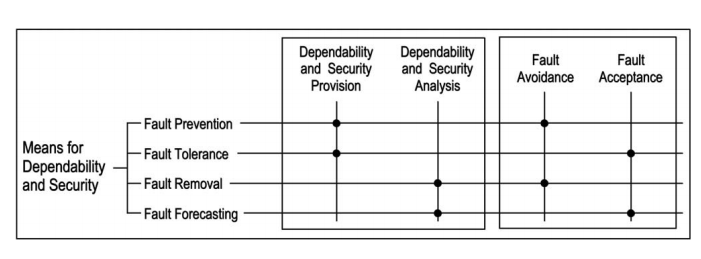 Dependability
and Security
Provision
Dependability
and Security
Analysis
Fault
Avoidance
Fault
Acceptance
Means for
Dependability
and Security
Fault Prevention
Fault Tolerance
Fault Removal
Fault Forecasting